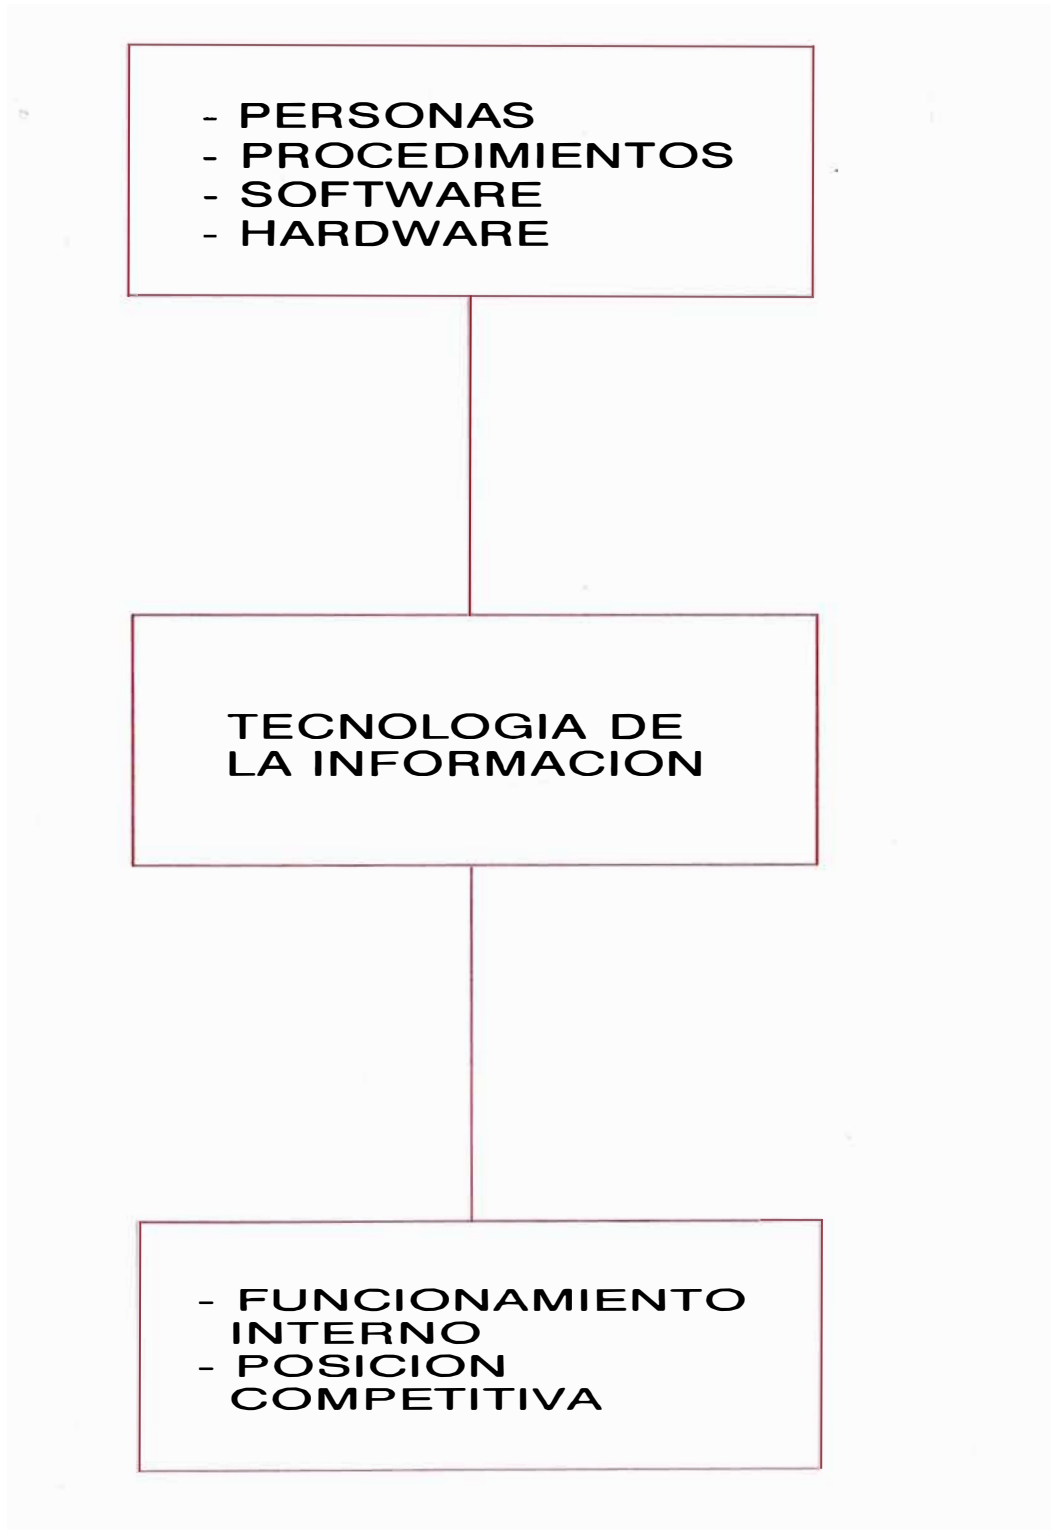 - PERSONAS
- PROCEDIMIENTOS
- SOFTWARE
- HARDWARE
TECNOLOGIA DE
LA INFORMACION
- FUNCIONAMIENTO
INTERNO
- POSICION
COMPETITIVA